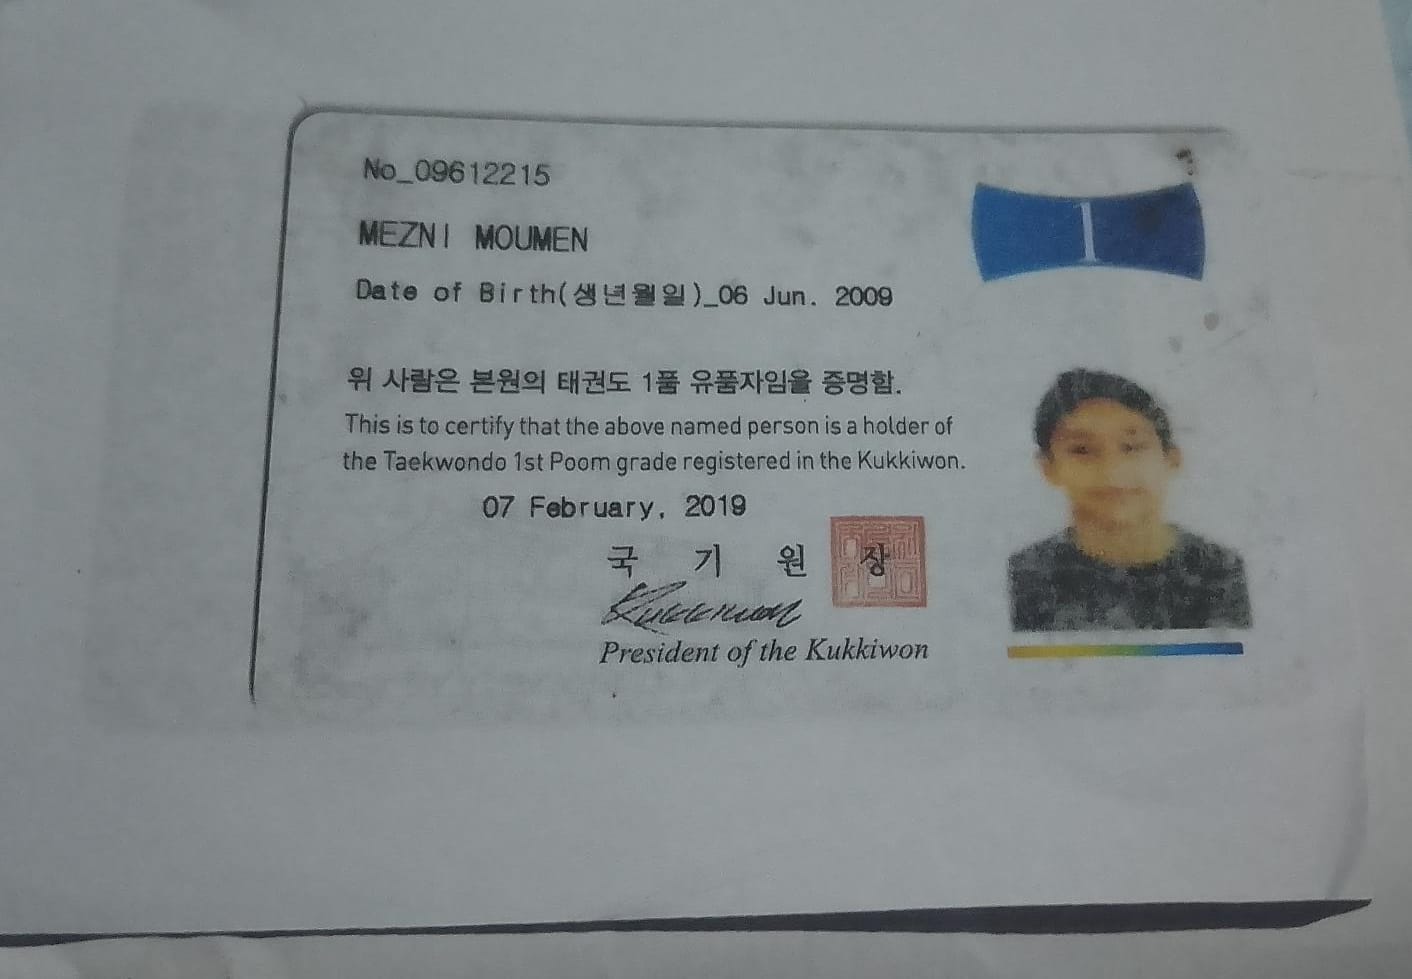 No_09612215
I
MEZNI MOUMEN
Date of Birth(생년월일)_06 Jun. 2009
위 사람은 본원의 태권도 1품 유품자임을 증명함.
This is to certify that the above named person is a holder of
the Taekwondo 1st Poom grade registered in the Kukkiwon.
07 February, 2019
국 기 원 장
Kukkiwon
President of the Kukkiwon